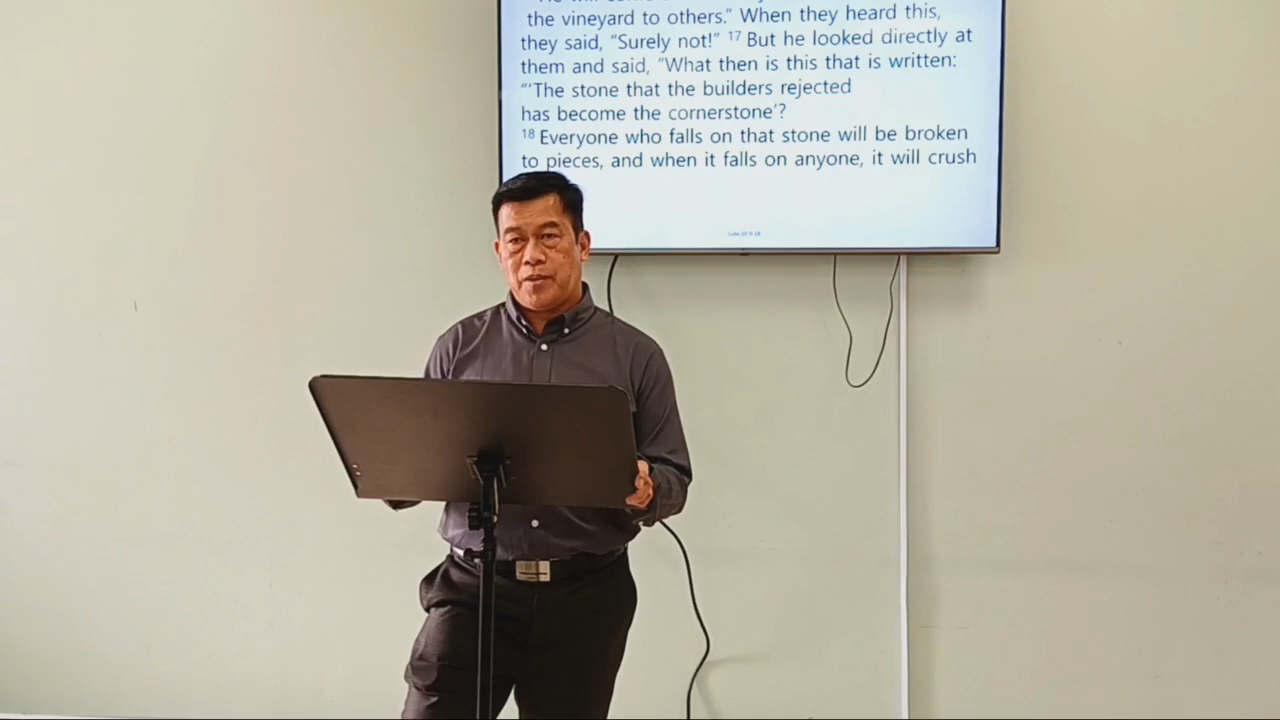 the vineyard to others.” When they heard this,
they said, “Surely not!” 17 But he looked directly at
them and said, “What then is this that is written:
“‘The stone that the builders rejected
has become the cornerstone’?
18 Everyone who falls on that stone will be broken
to pieces, and when it falls on anyone, it will crush